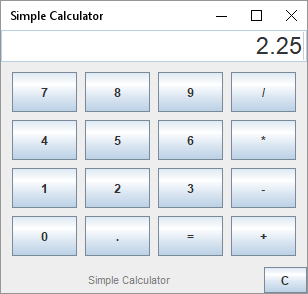 Simple Calculator
2.25
7 8 9 /
4 5 6 *
1 2 3 -
0 . = +
Simple Calculator C